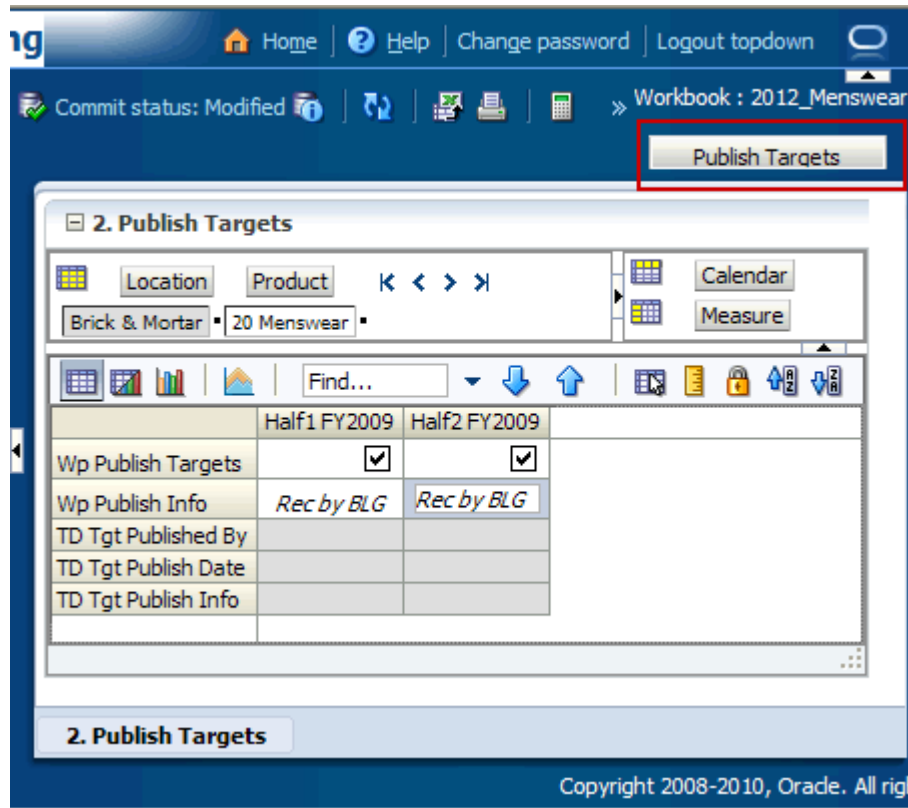 Home Help Change password Logout topdown
Commit status: Modified Workbook : 2012_Menswear
Publish Targets
2. Publish Targets
Location Product Calendar
Brick & Mortar 20 Menswear Measure
Find...
Half1 FY2009 Half2 FY2009
Wp Publish Targets
Wp Publish Info Rec by BLG Rec by BLG
TD Tgt Published By
TD Tgt Publish Date
TD Tgt Publish Info
2. Publish Targets
Copyright 2008-2010, Oracle. All